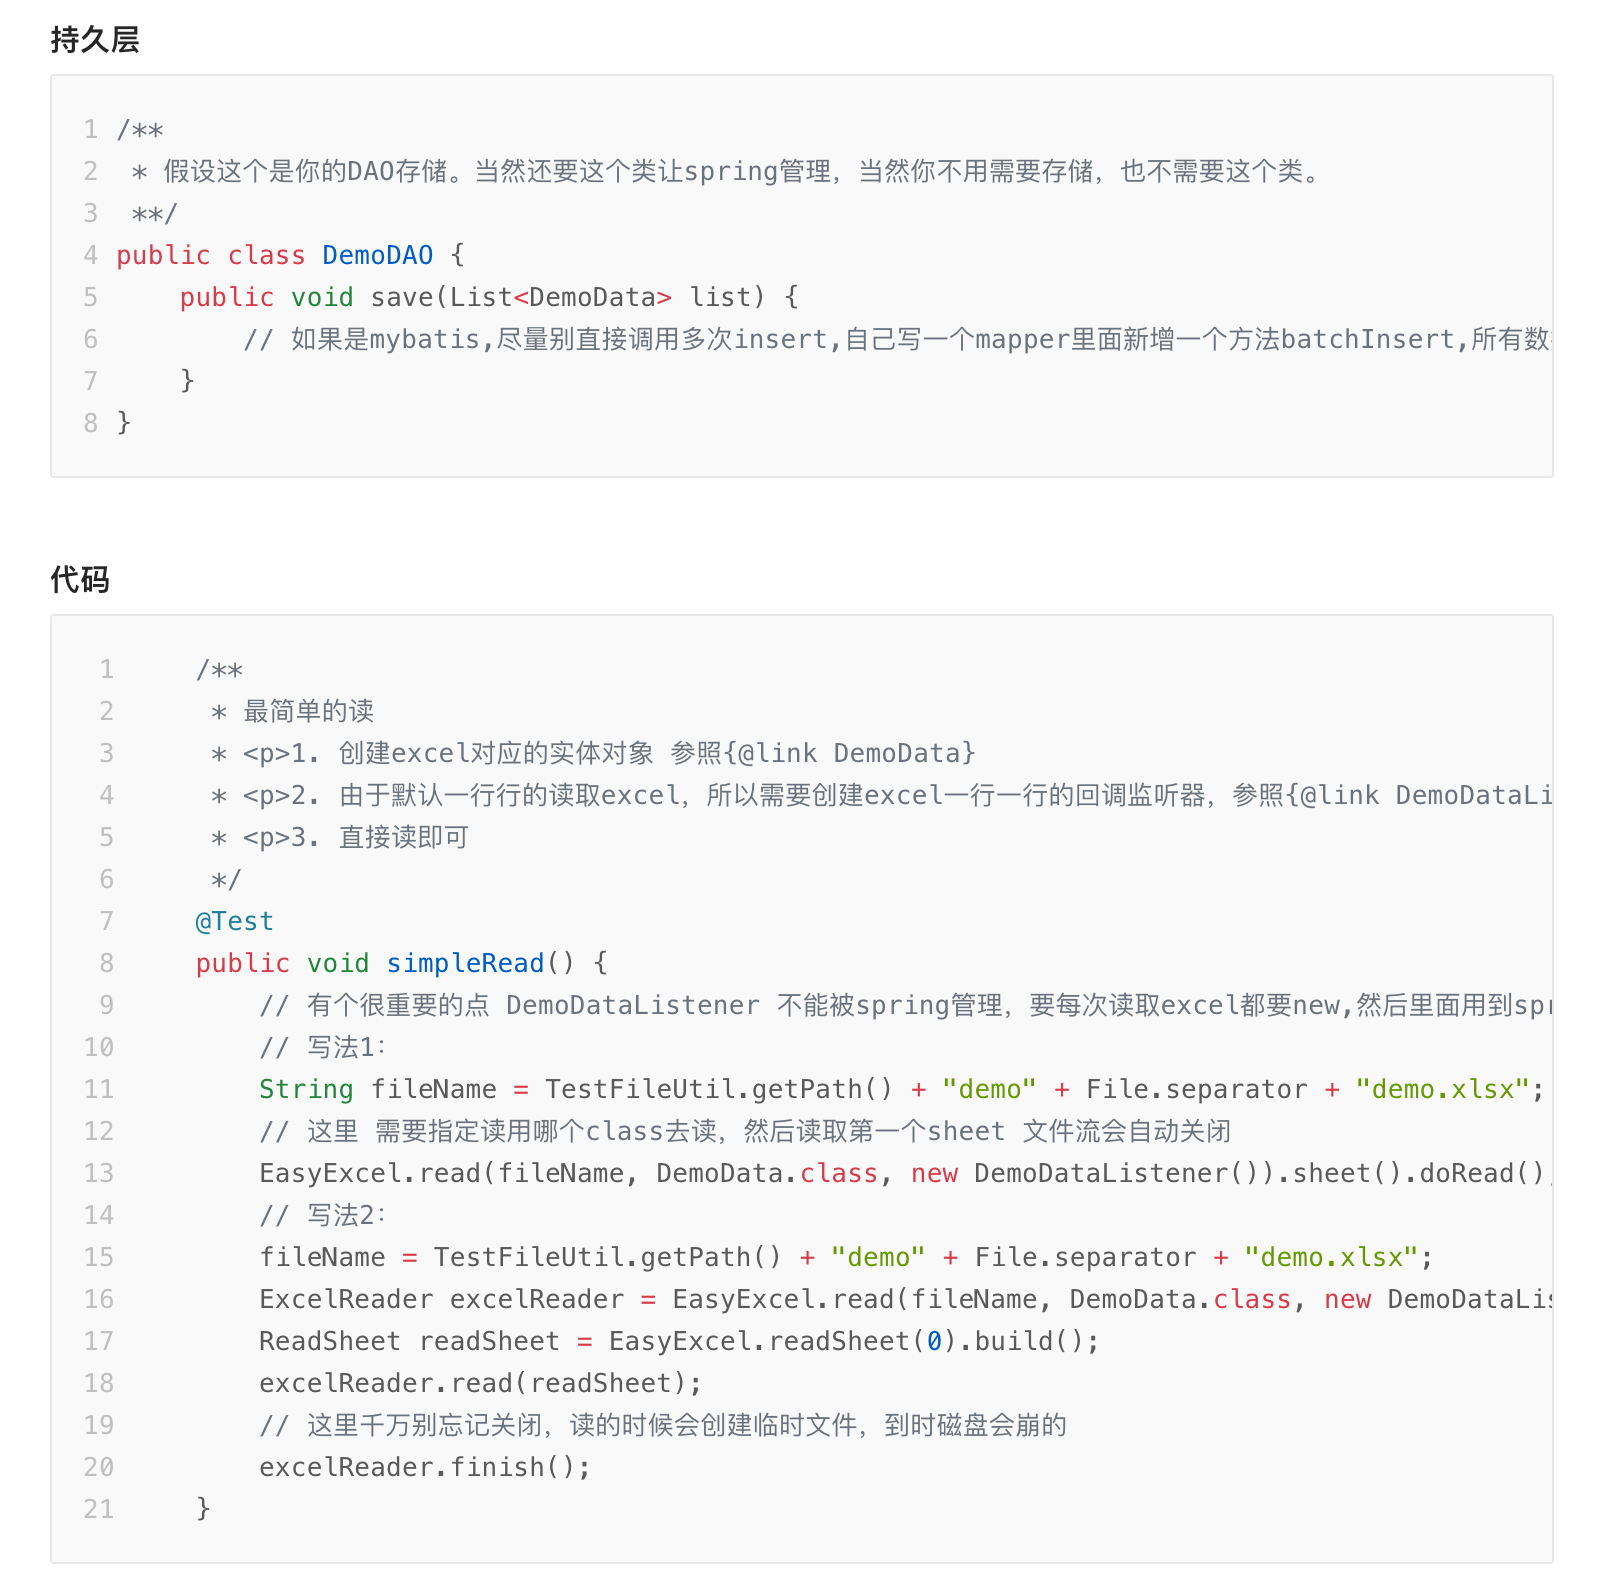 持久层
1 /**
2  * 假设这个是你的DAO存储。当然还要这个类让spring管理，当然你不用需要存储，也不需要这个类。
3  **/
4 public class DemoDAO {
5     public void save(List<DemoData> list) {
6         // 如果是mybatis,尽量别直接调用多次insert,自己写一个mapper里面新增一个方法batchInsert,所有数
7     }
8 }
代码
1     /**
2      * 最简单的读
3      * <p>1. 创建excel对应的实体对象 参照{@link DemoData}
4      * <p>2. 由于默认一行行的读取excel，所以需要创建excel一行一行的回调监听器，参照{@link DemoDataLi
5      * <p>3. 直接读即可
6      */
7     @Test
8     public void simpleRead() {
9         // 有个很重要的点 DemoDataListener 不能被spring管理，要每次读取excel都要new,然后里面用到spr
10         // 写法1：
11         String fileName = TestFileUtil.getPath() + "demo" + File.separator + "demo.xlsx";
12         // 这里 需要指定读用哪个class去读，然后读取第一个sheet 文件流会自动关闭
13         EasyExcel.read(fileName, DemoData.class, new DemoDataListener()).sheet().doRead()
14         // 写法2：
15         fileName = TestFileUtil.getPath() + "demo" + File.separator + "demo.xlsx";
16         ExcelReader excelReader = EasyExcel.read(fileName, DemoData.class, new DemoDataLis
17         ReadSheet readSheet = EasyExcel.readSheet(0).build();
18         excelReader.read(readSheet);
19         // 这里千万别忘记关闭，读的时候会创建临时文件，到时磁盘会崩的
20         excelReader.finish();
21     }